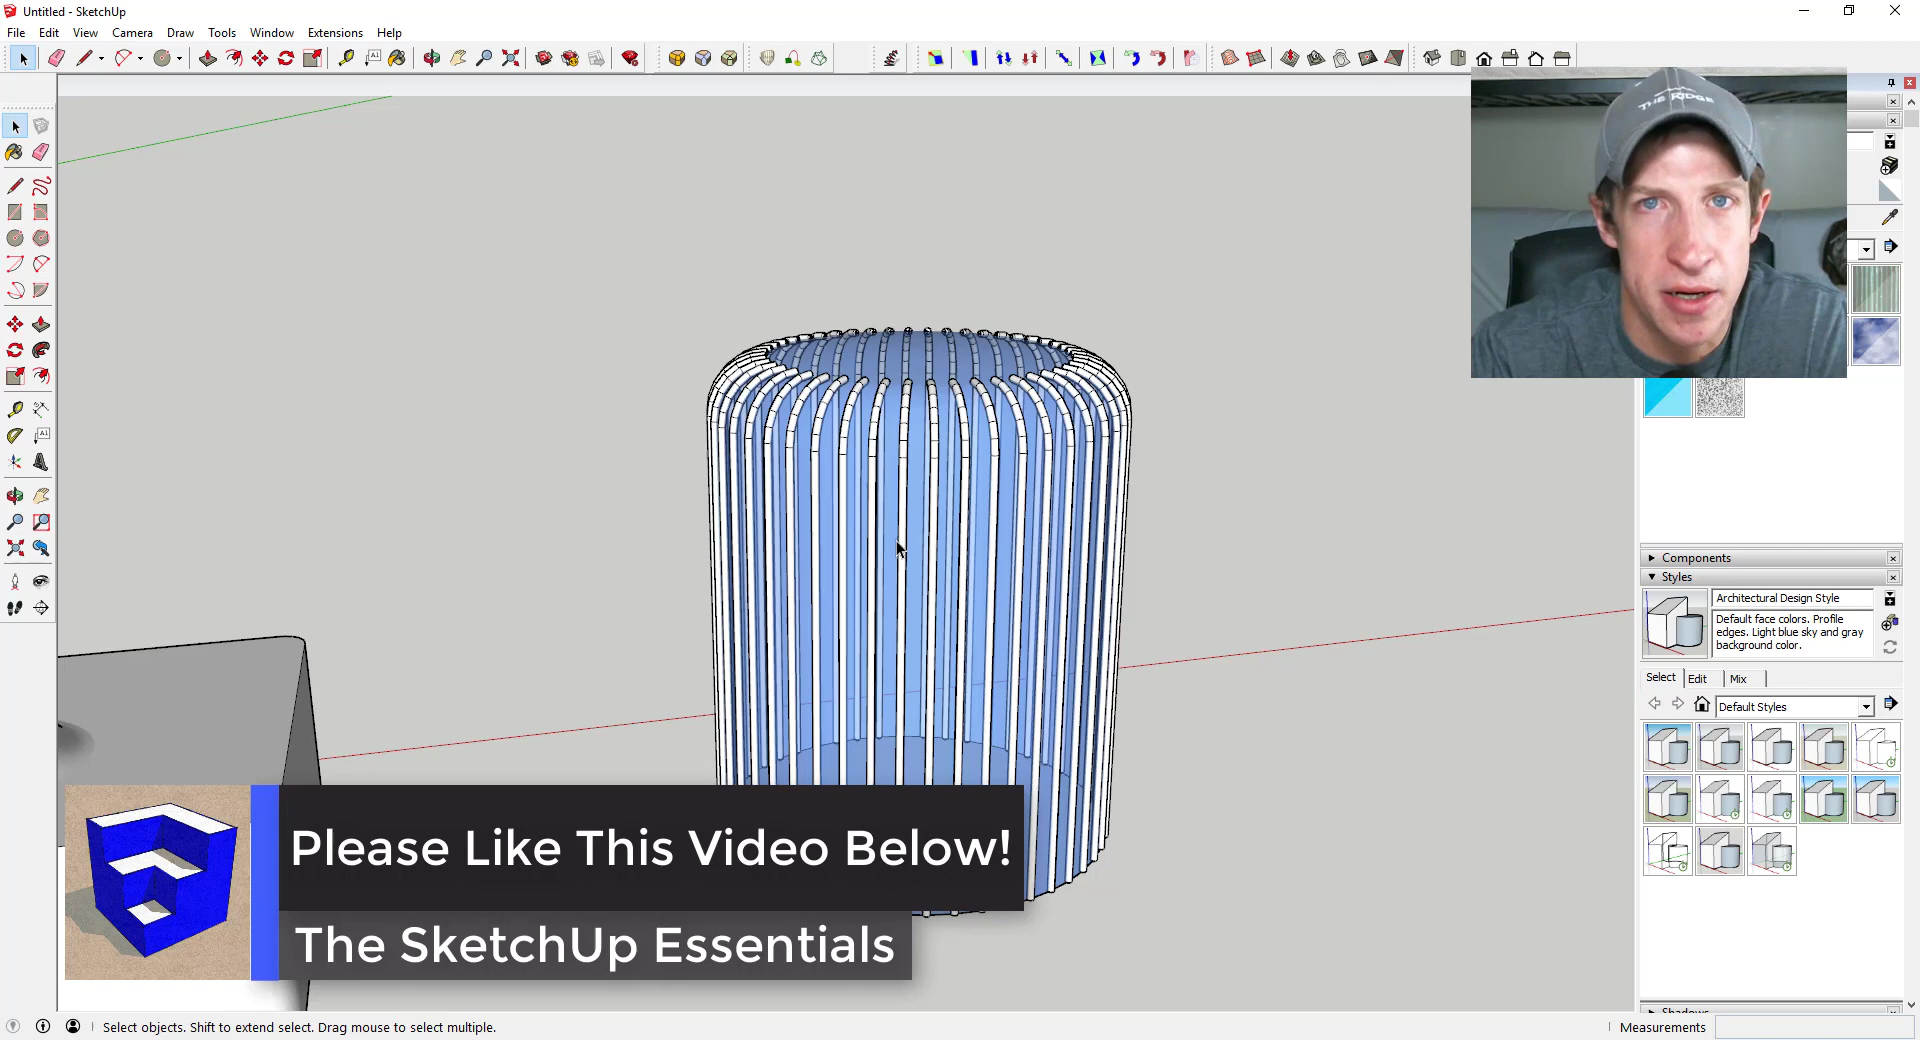 Untitled - SketchUp
File Edit View Camera Draw Tools Window Extensions Help
THE RIDGE
Components
Styles
Architectural Design Style
Default face colors. Profile
edges. Light blue sky and gray
background color.
Select Edit Mix
Default Styles
Please Like This Video Below!
The SketchUp Essentials
Select objects. Shift to extend select. Drag mouse to select multiple.
Measurements